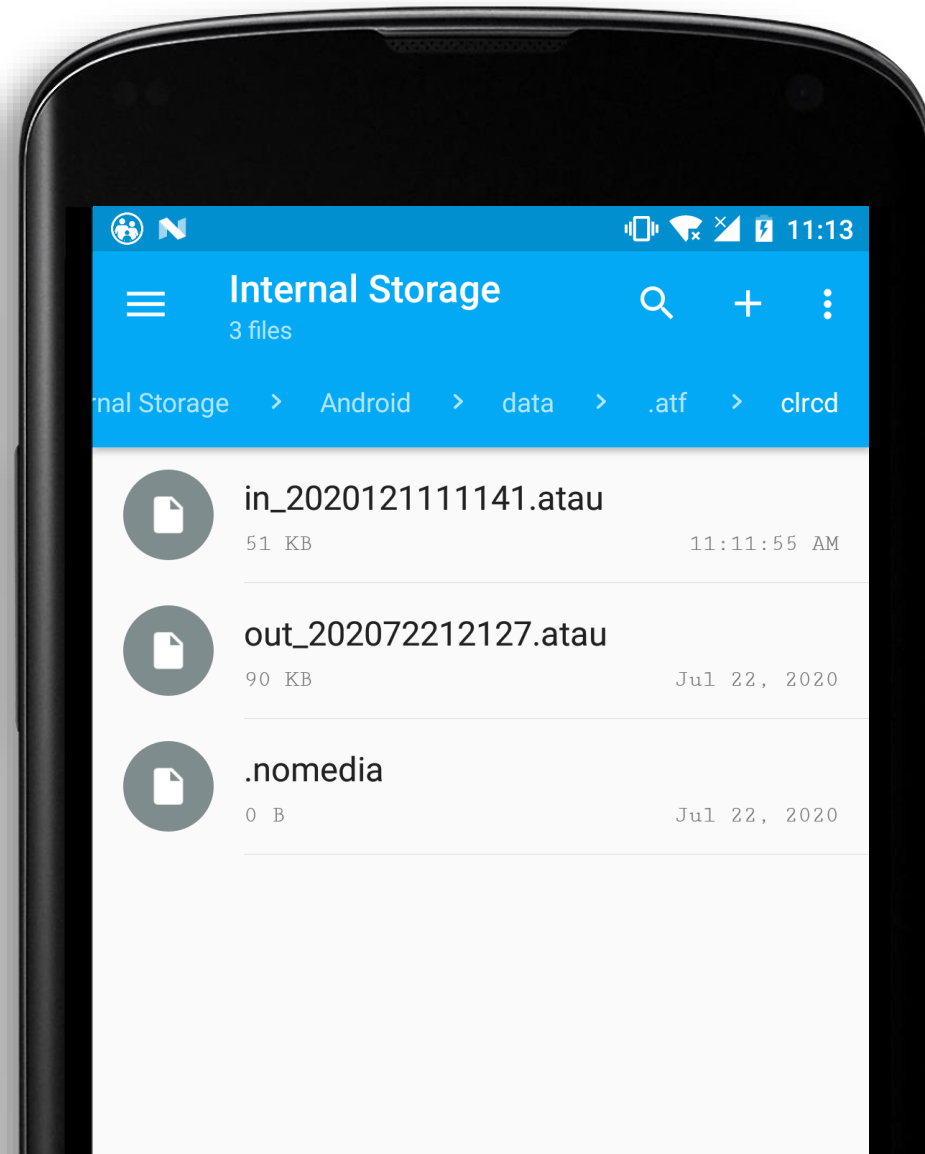 11:13
Internal Storage
3 files
rnal Storage > Android > data > .atf > clrcd
in_2020121111141.atau
51 KB 11:11:55 AM
out_202072212127.atau
90 KB Jul 22, 2020
.nomedia
0 B Jul 22, 2020